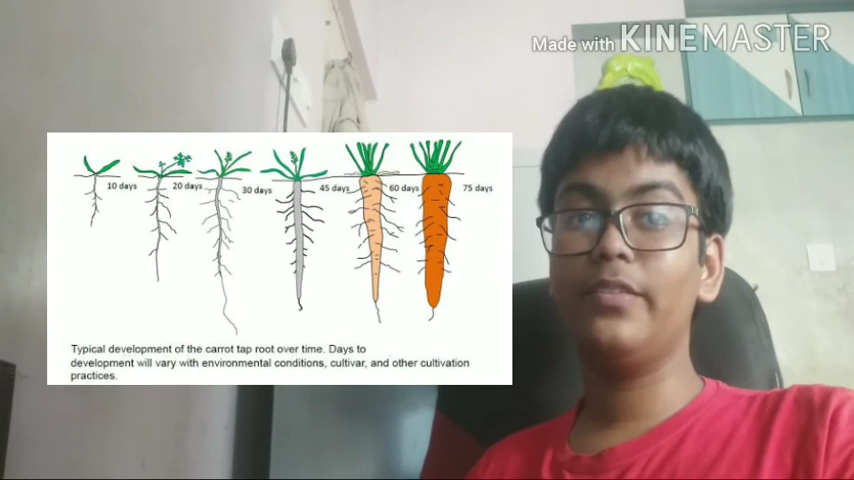 Made with KINEMASTER
10 days
20 days
30 days
45 days
60 days
75 days
Typical development of the carrot tap root over time. Days to
development will vary with environmental conditions, cultivar, and other cultivation
practices.